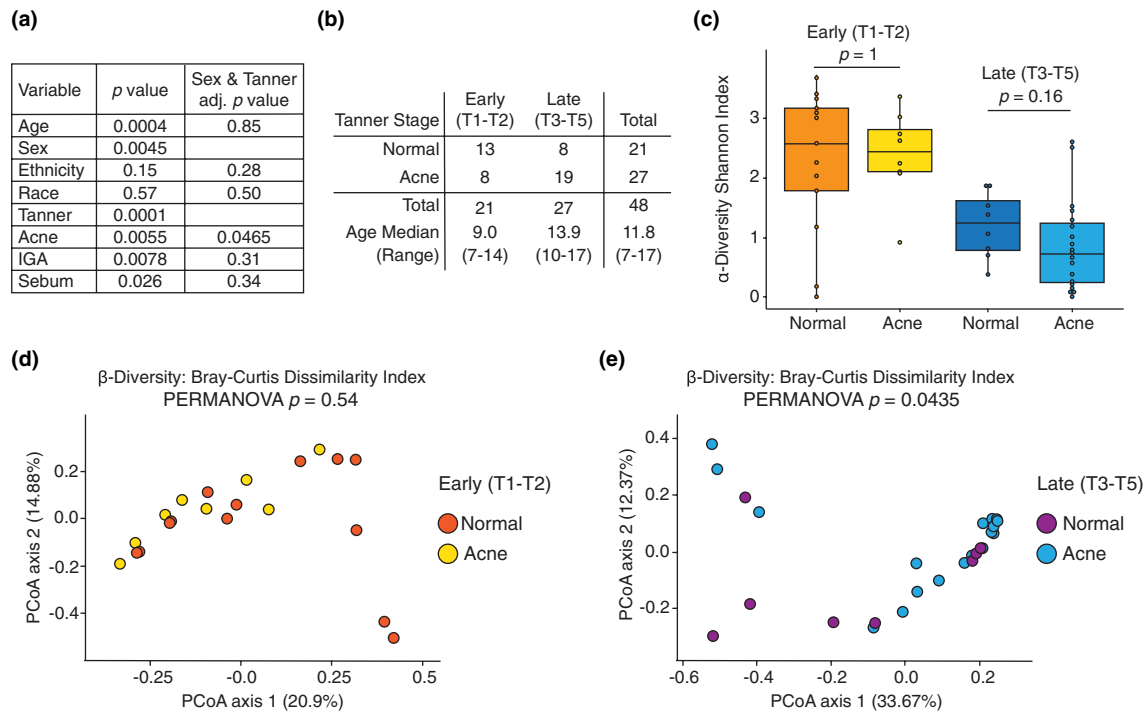 (a)
Variable p value Sex & Tanner adj. p value
Age 0.0004 0.85
Sex 0.0045
Ethnicity 0.15 0.28
Race 0.57 0.50
Tanner 0.0001
Acne 0.0055 0.0465
IGA 0.0078 0.31
Sebum 0.026 0.34
(b)
Tanner Stage Early (T1-T2) Late (T3-T5) Total
Normal 13 8 21
Acne 8 19 27
Total 21 27 48
Age Median 9.0 13.9 11.8
(Range) (7-14) (10-17) (7-17)
(c)
Early (T1-T2)
p = 1
Late (T3-T5)
p = 0.16
α-Diversity Shannon Index
3
2
1
0
Normal Acne Normal Acne
(d)
β-Diversity: Bray-Curtis Dissimilarity Index
PERMANOVA p = 0.54
PCoA axis 2 (14.88%)
0.2
0.0
-0.2
-0.4
-0.25 -0.0 0.25 0.5
PCoA axis 1 (20.9%)
Early (T1-T2)
Normal
Acne
(e)
β-Diversity: Bray-Curtis Dissimilarity Index
PERMANOVA p = 0.0435
PCoA axis 2 (12.37%)
0.4
0.2
0.0
-0.2
-0.6 -0.4 -0.2 0.0 0.2
PCoA axis 1 (33.67%)
Late (T3-T5)
Normal
Acne